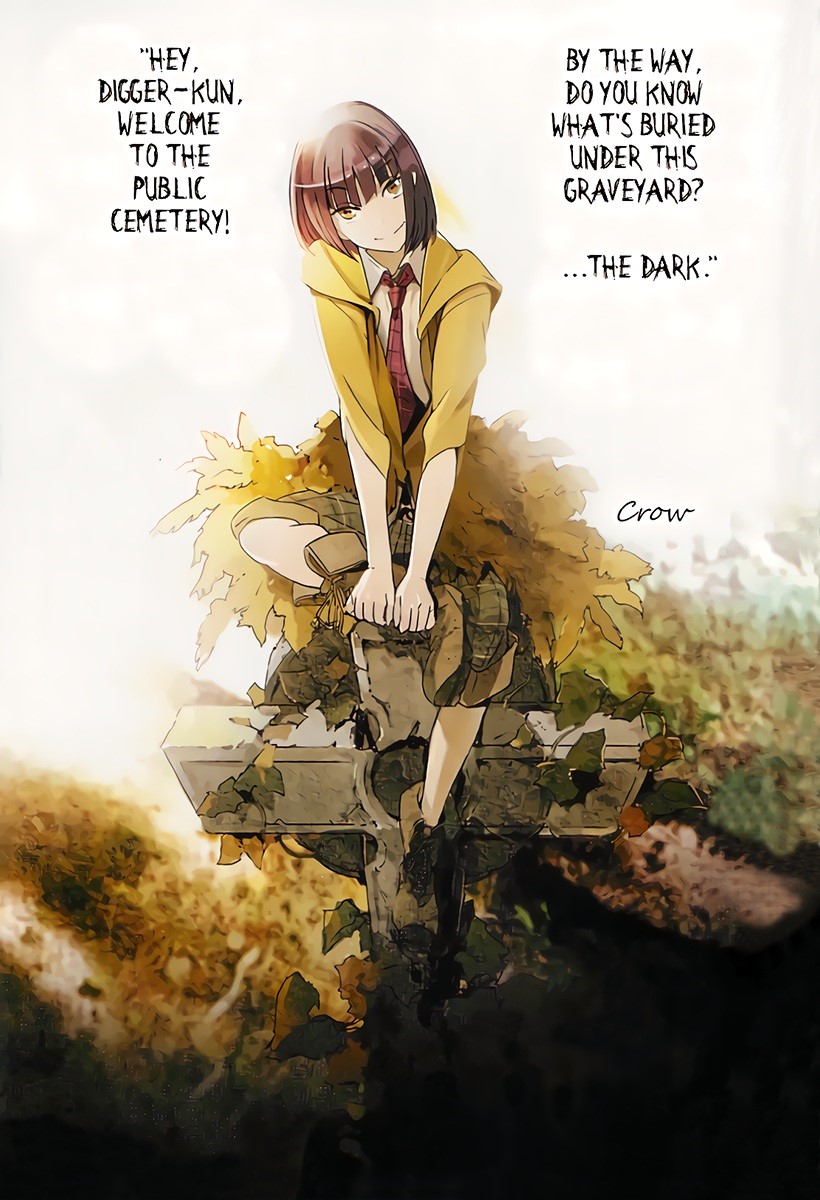 "HEY,
DIGGER-KUN,
WELCOME
TO THE
PUBLIC
CEMETERY!
BY THE WAY,
DO YOU KNOW
WHAT'S BURIED
UNDER THIS
GRAVEYARD?
...THE DARK."
Crow